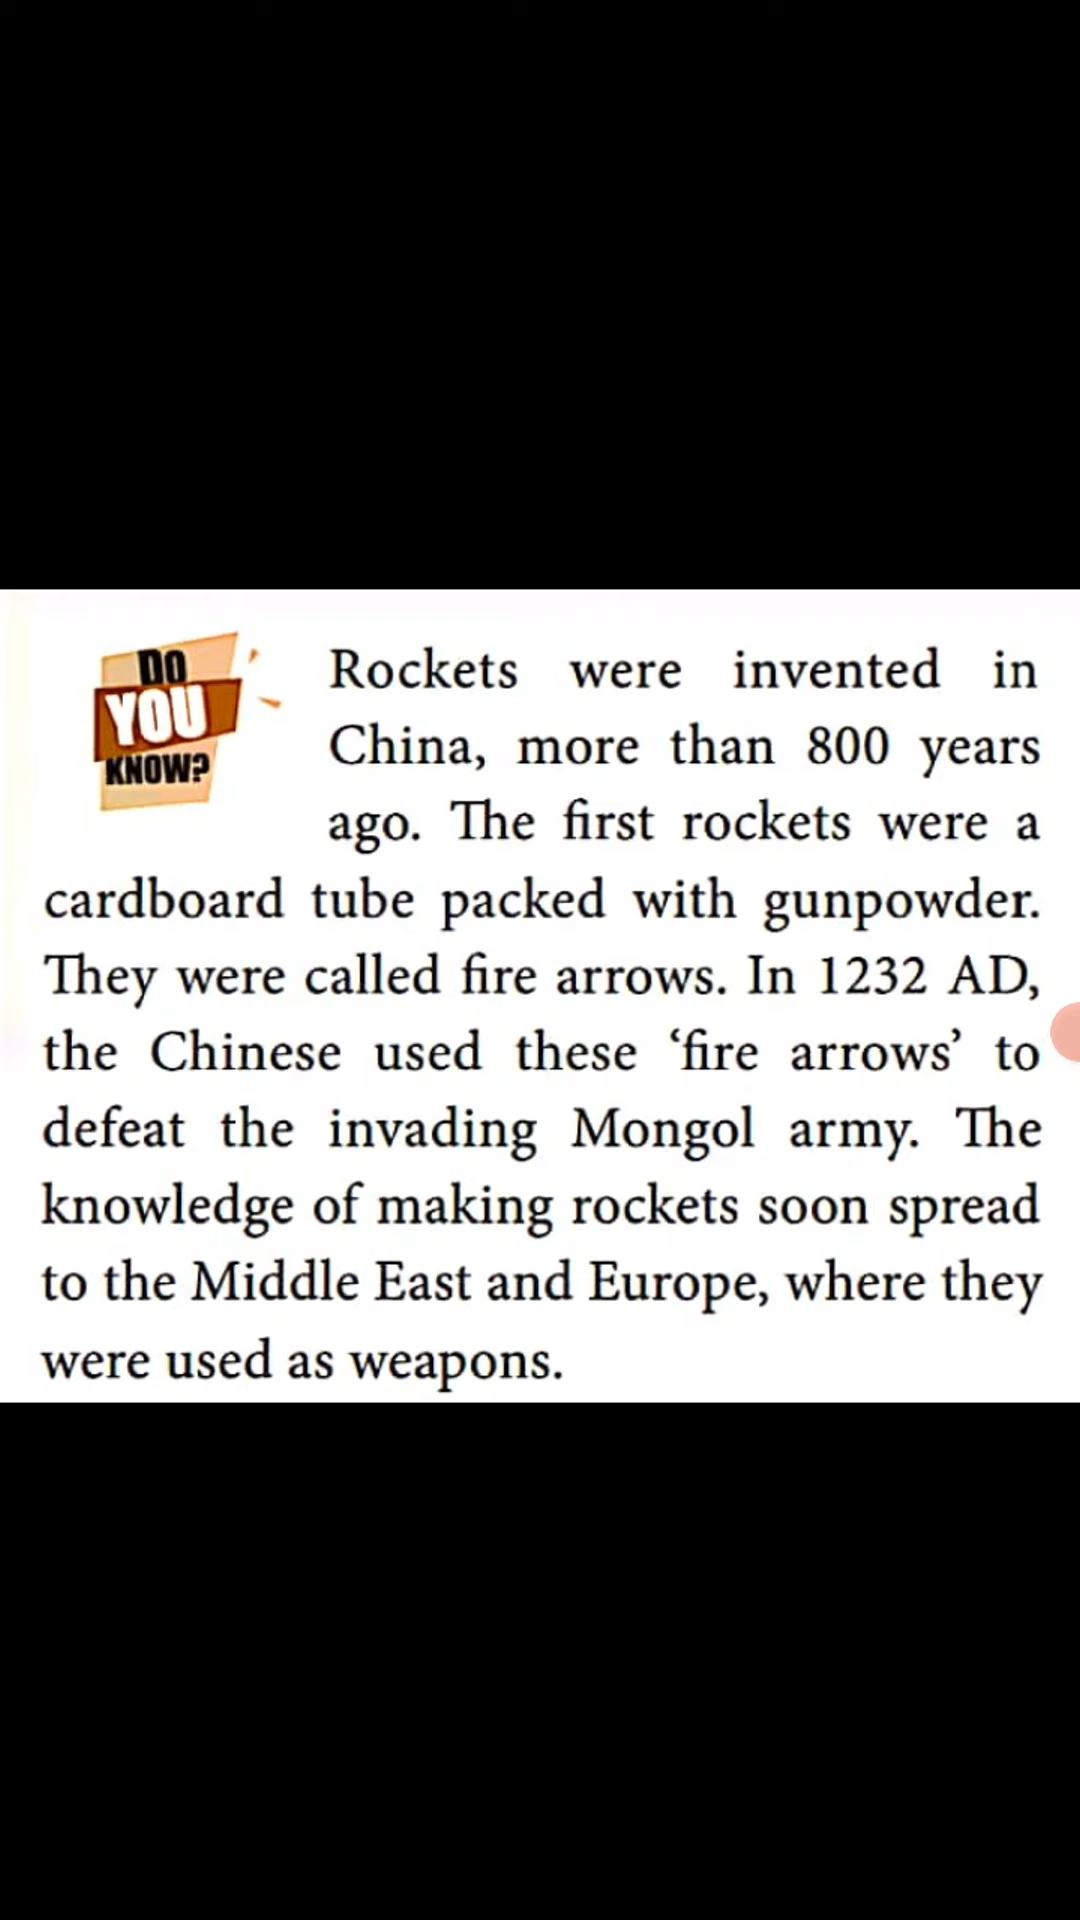 DO
YOU
KNOW?
Rockets were invented in
China, more than 800 years
ago. The first rockets were a
cardboard tube packed with gunpowder.
They were called fire arrows. In 1232 AD,
the Chinese used these ‘fire arrows’ to
defeat the invading Mongol army. The
knowledge of making rockets soon spread
to the Middle East and Europe, where they
were used as weapons.